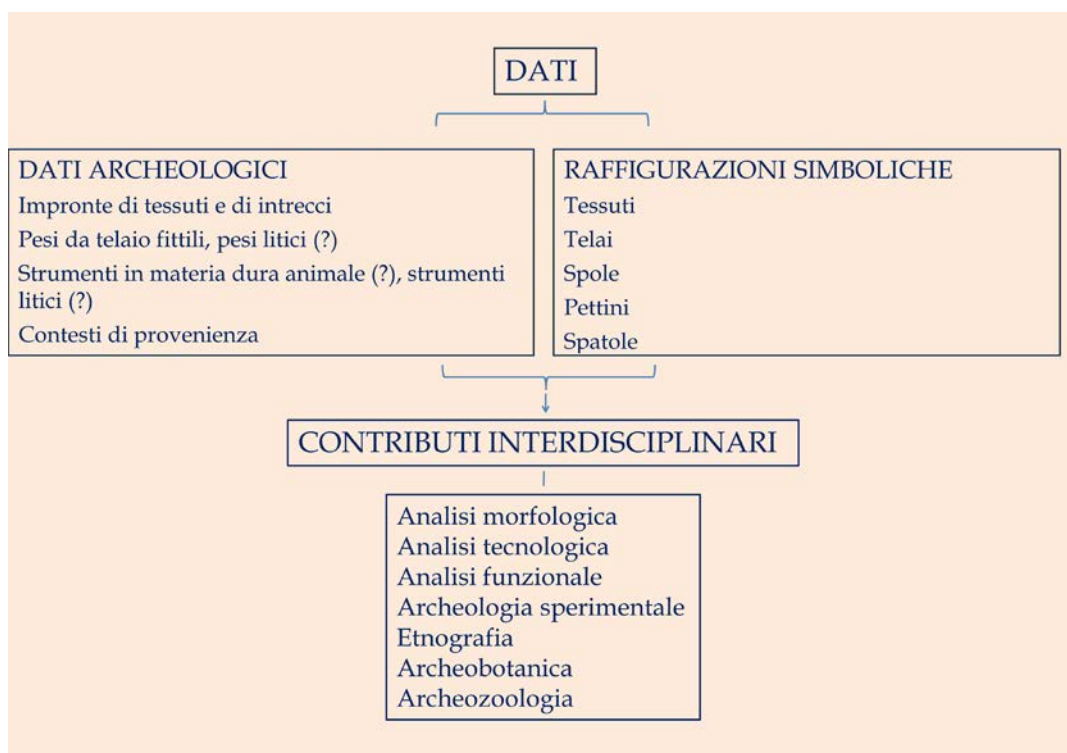 DATI
DATI ARCHEOLOGICI
Impronte di tessuti e di intrecci
Pesi da telaio fittili, pesi litici (?)
Strumenti in materia dura animale (?), strumenti
litici (?)
Contesti di provenienza
RAFFIGURAZIONI SIMBOLICHE
Tessuti
Telai
Spole
Pettini
Spatole
CONTRIBUTI INTERDISCIPLINARI
Analisi morfologica
Analisi tecnologica
Analisi funzionale
Archeologia sperimentale
Etnografia
Archeobotanica
Archeozoologia